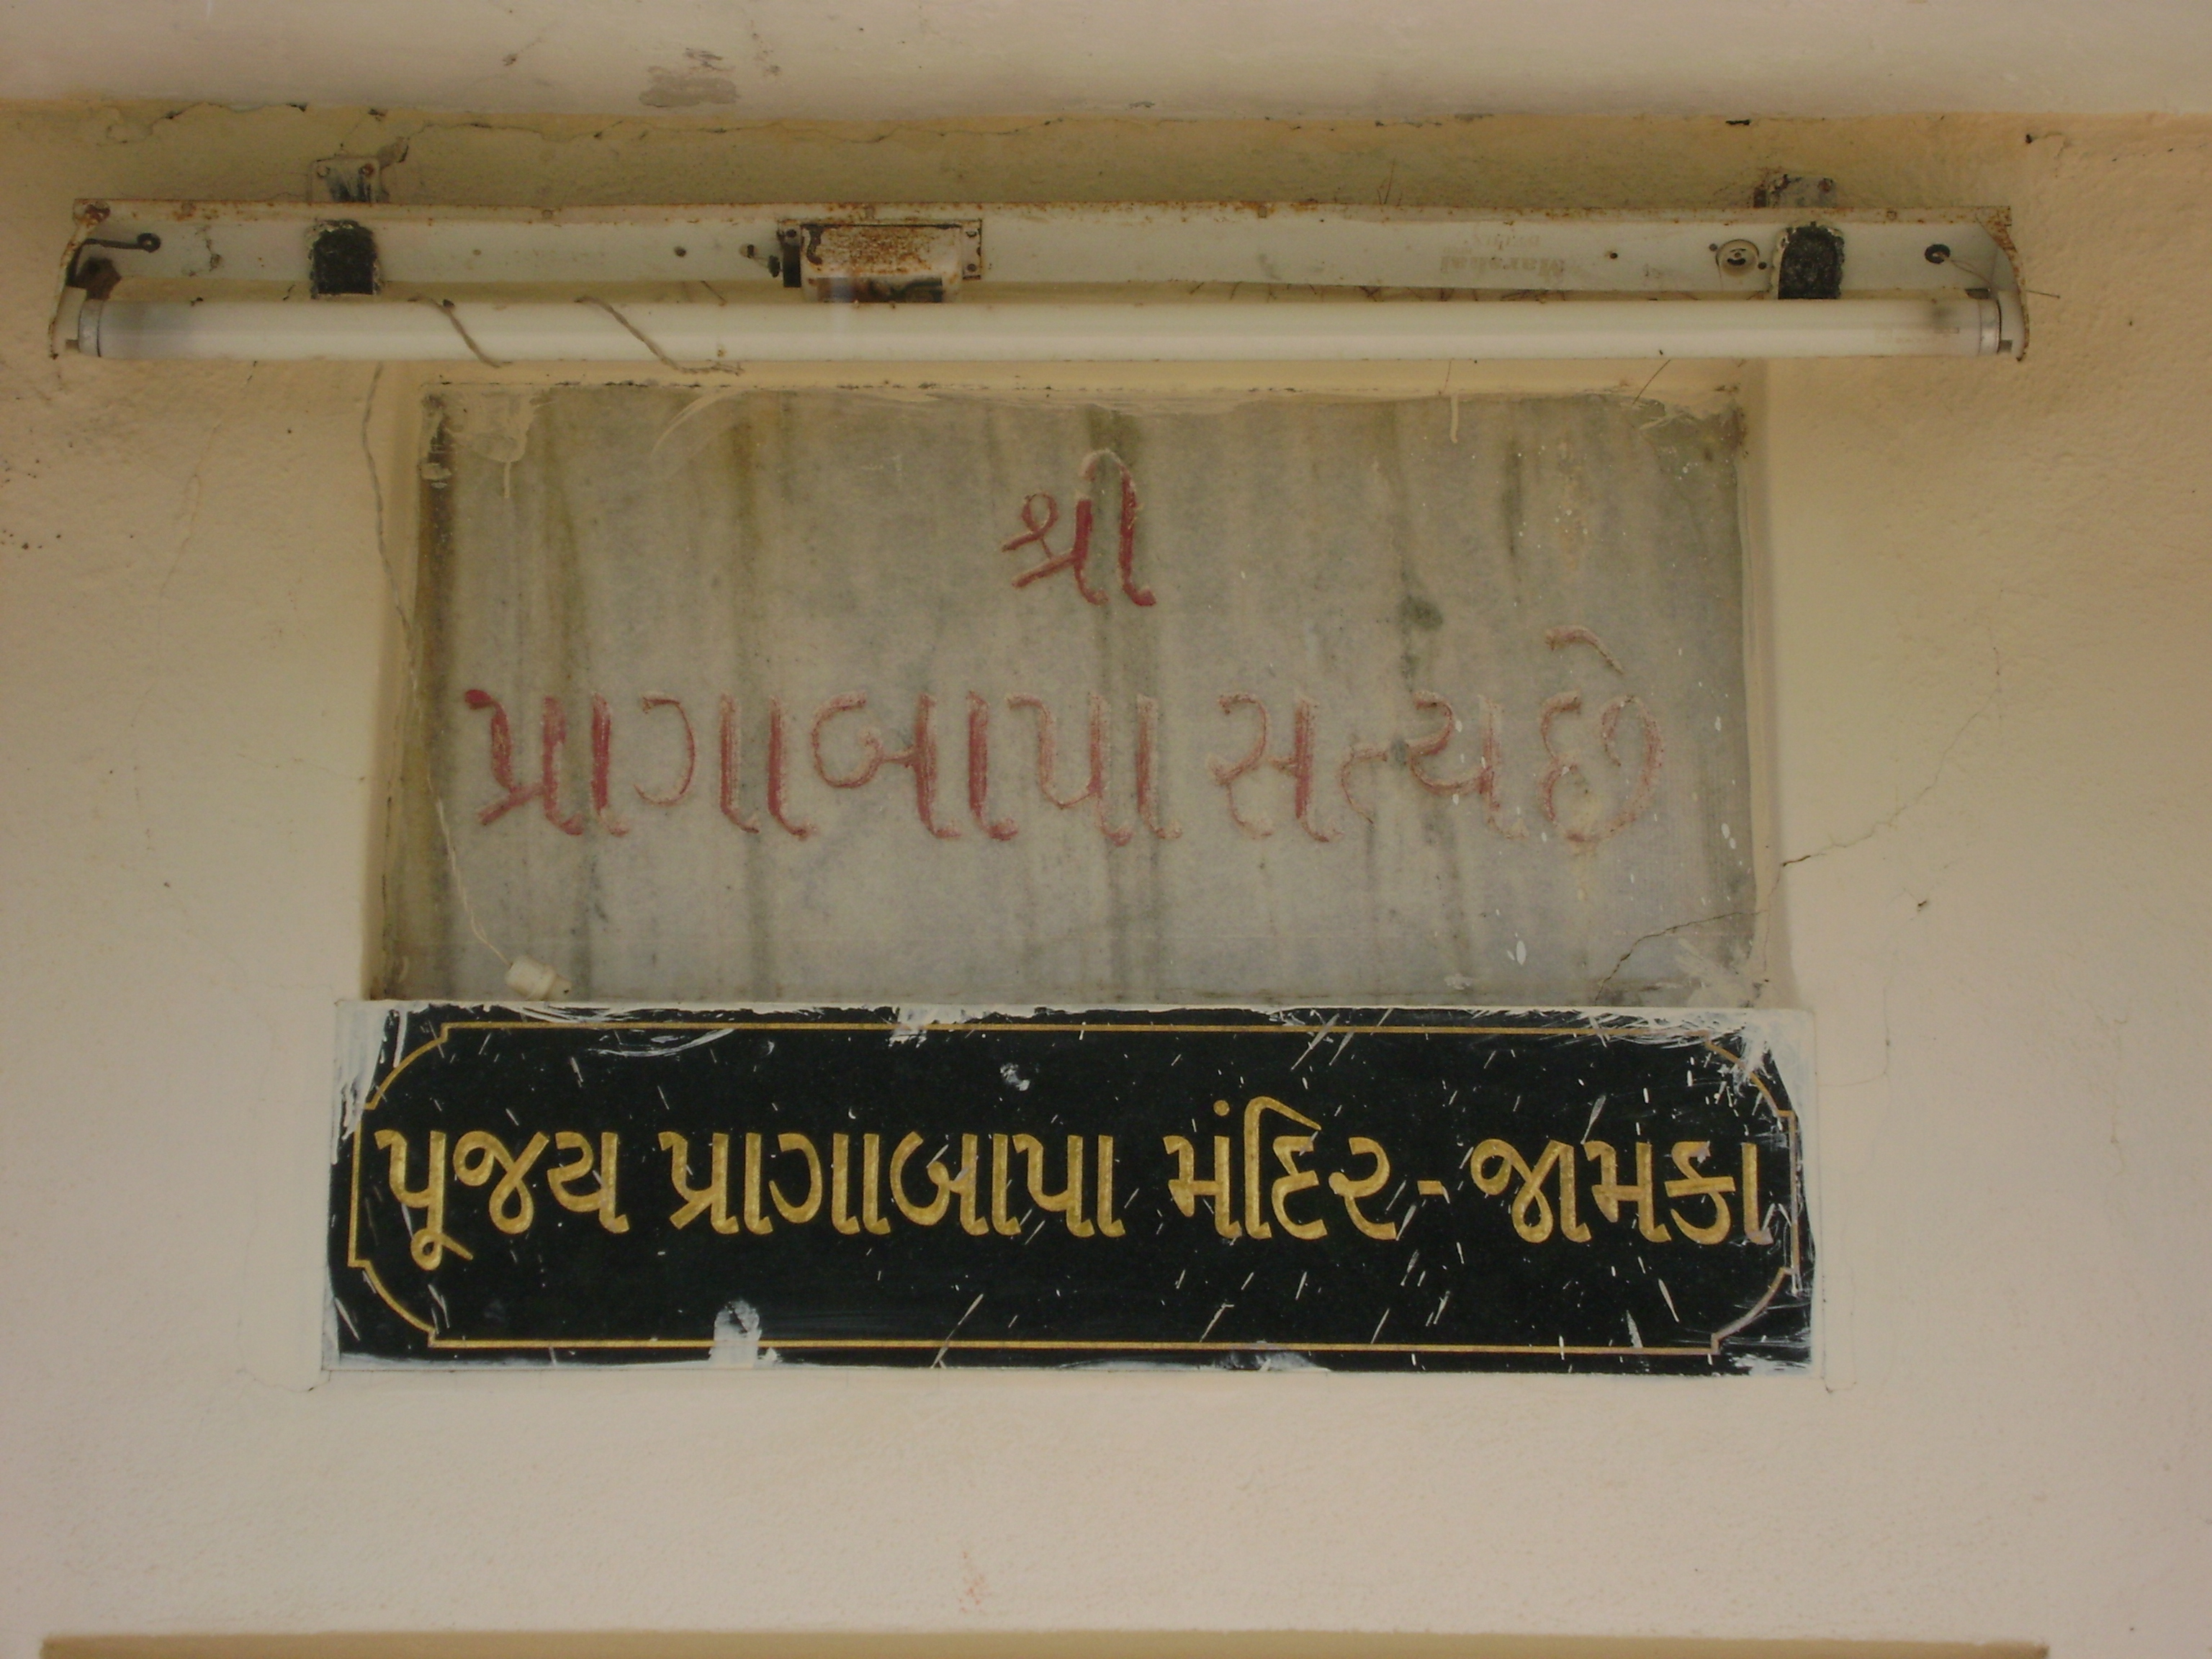 શ્રી
પ્રાગાબાપા સત્ય છે
પૂજય પ્રાગાબાપા મંદિર - જામકા